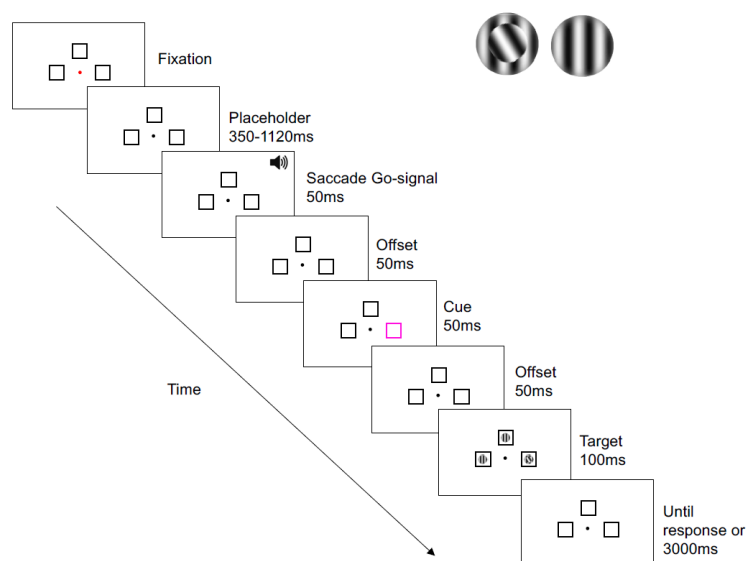 Fixation
Placeholder
350-1120ms
Saccade Go-signal
50ms
Offset
50ms
Cue
50ms
Offset
50ms
Time
Target
100ms
Until
response or
3000ms